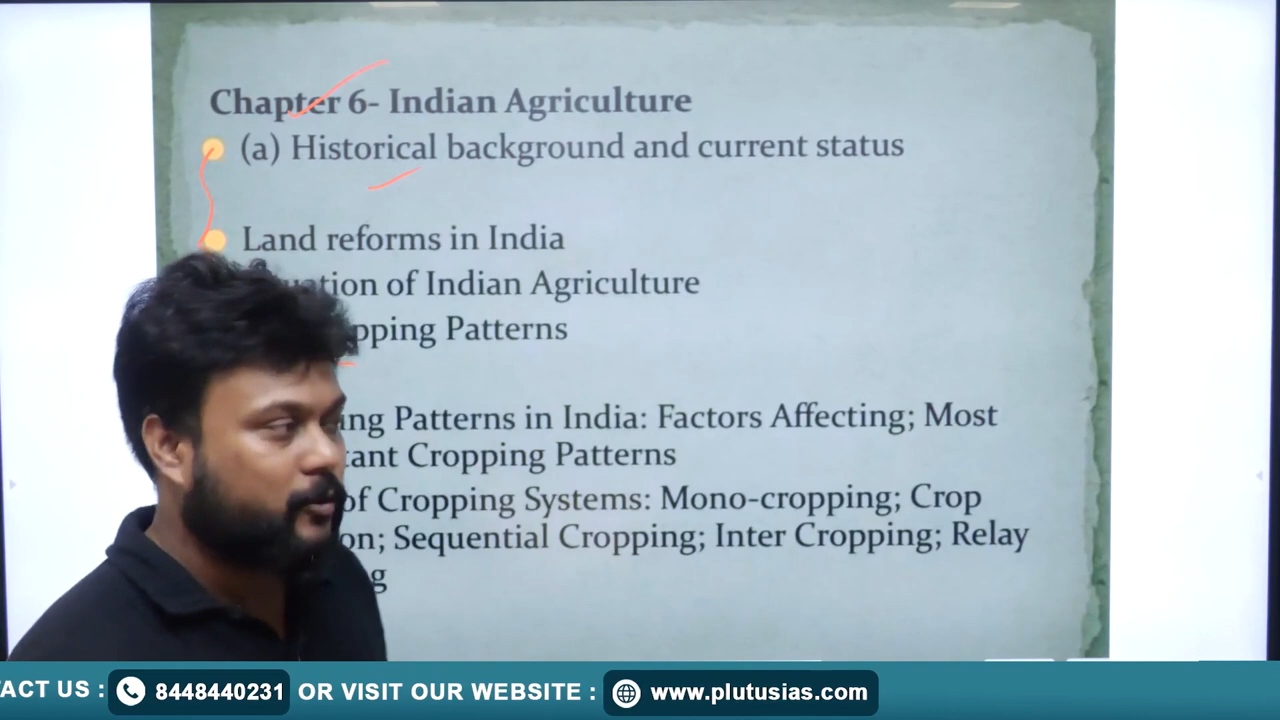 Chapter 6- Indian Agriculture
(a) Historical background and current status
Land reforms in India
of Indian Agriculture
Patterns
Patterns in India: Factors Affecting; Most
Cropping Patterns
of Cropping Systems: Mono-cropping; Crop
Sequential Cropping; Inter Cropping; Relay
US :
8448440231
OR VISIT OUR WEBSITE :
www.plutusias.com